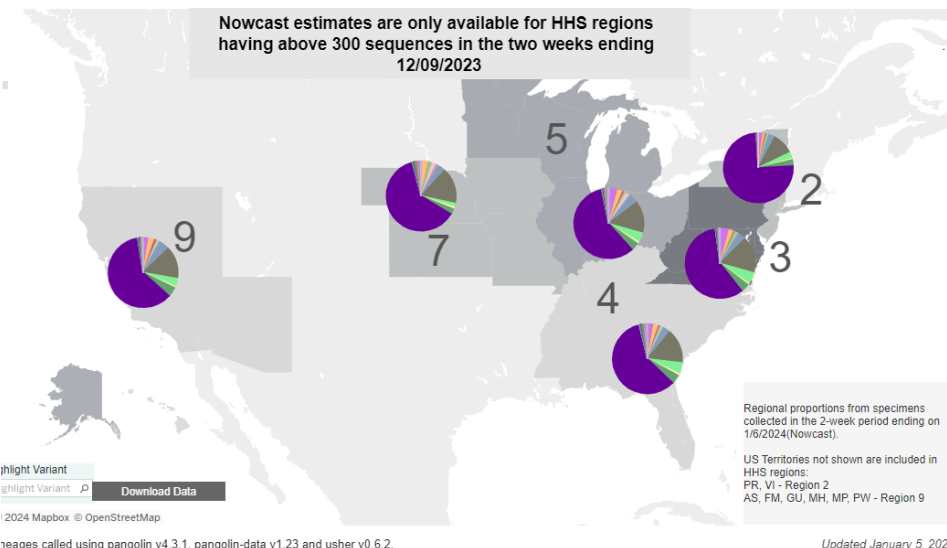 Nowcast estimates are only available for HHS regions
having above 300 sequences in the two weeks ending
12/09/2023
5
2
9
7
3
4
Regional proportions from specimens
collected in the 2-week period ending on
1/6/2024(Nowcast).
US Territories not shown are included in
HHS regions:
PR, VI - Region 2
AS, FM, GU, MH, MP, PW - Region 9
hlight Variant
ghlight Variant
Download Data
2024 Mapbox © OpenStreetMap
neages called using pangolin v4.3.1, pangolin-data v1.23 and usher v0.6.2.
Updated January 5, 202